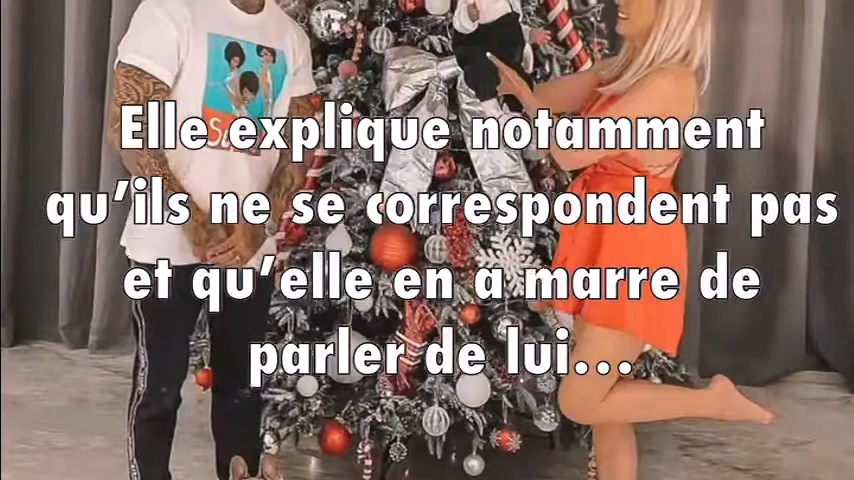 Elle explique notamment
qu'ils ne se correspondent pas
et qu'elle en a marre de
parler de lui...